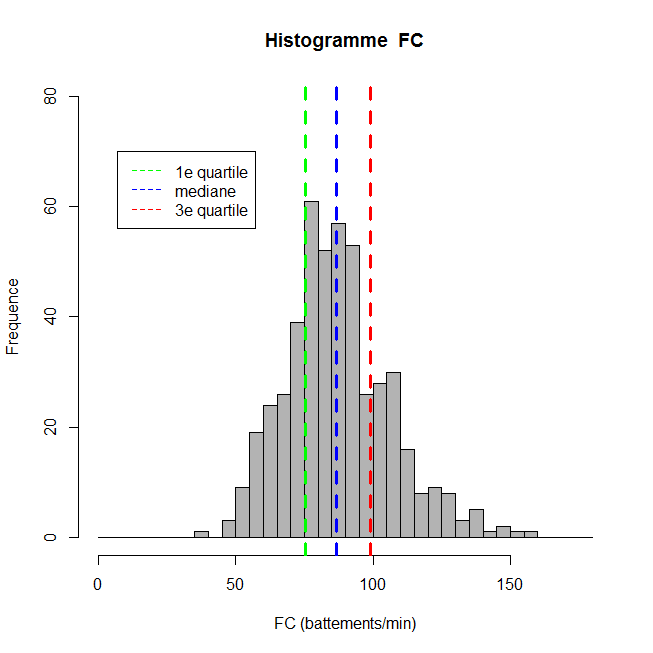 Histogramme FC
80
60
40
20
0
Frequence
1e quartile
mediane
3e quartile
0 50 100 150
FC (battements/min)